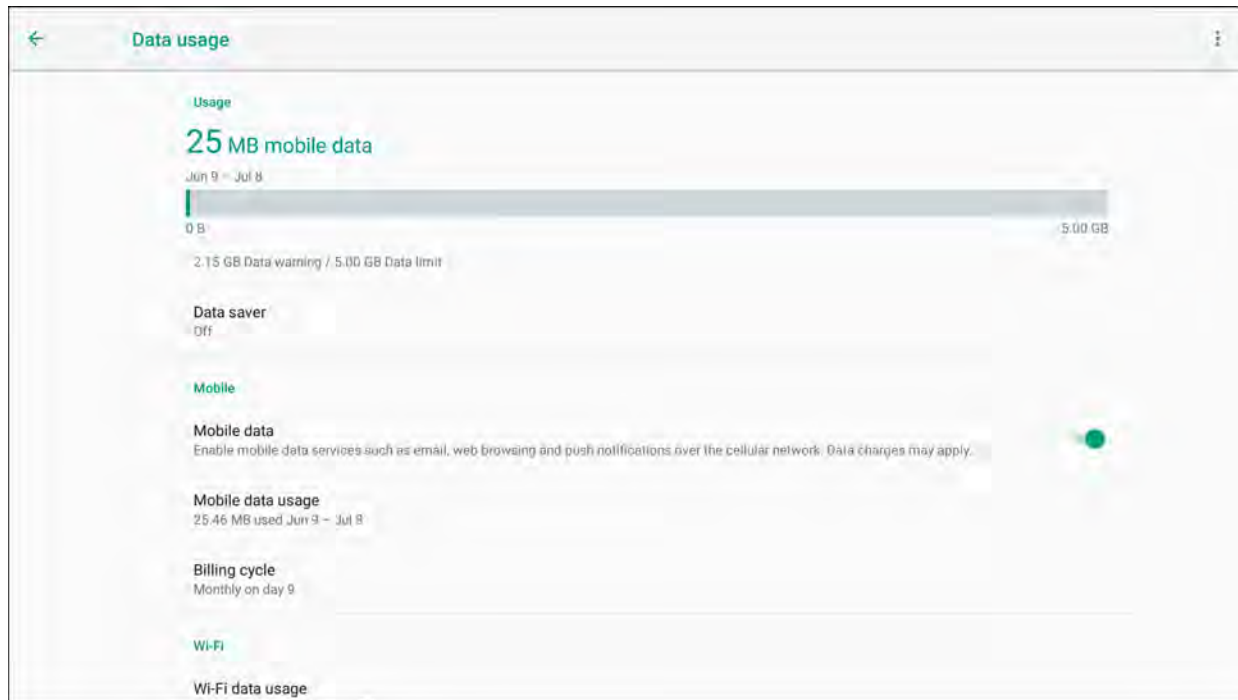 Data usage
Usage
25 MB mobile data
Jun 9 – Jul 8
0 B
5.00 GB
2.15 GB Data warning / 5.00 GB Data limit
Data saver
Off
Mobile
Mobile data
Enable mobile data services such as email, web browsing and push notifications over the cellular network. Data charges may apply.
Mobile data usage
25.46 MB used Jun 9 – Jul 8
Billing cycle
Monthly on day 9
Wi-Fi
Wi-Fi data usage